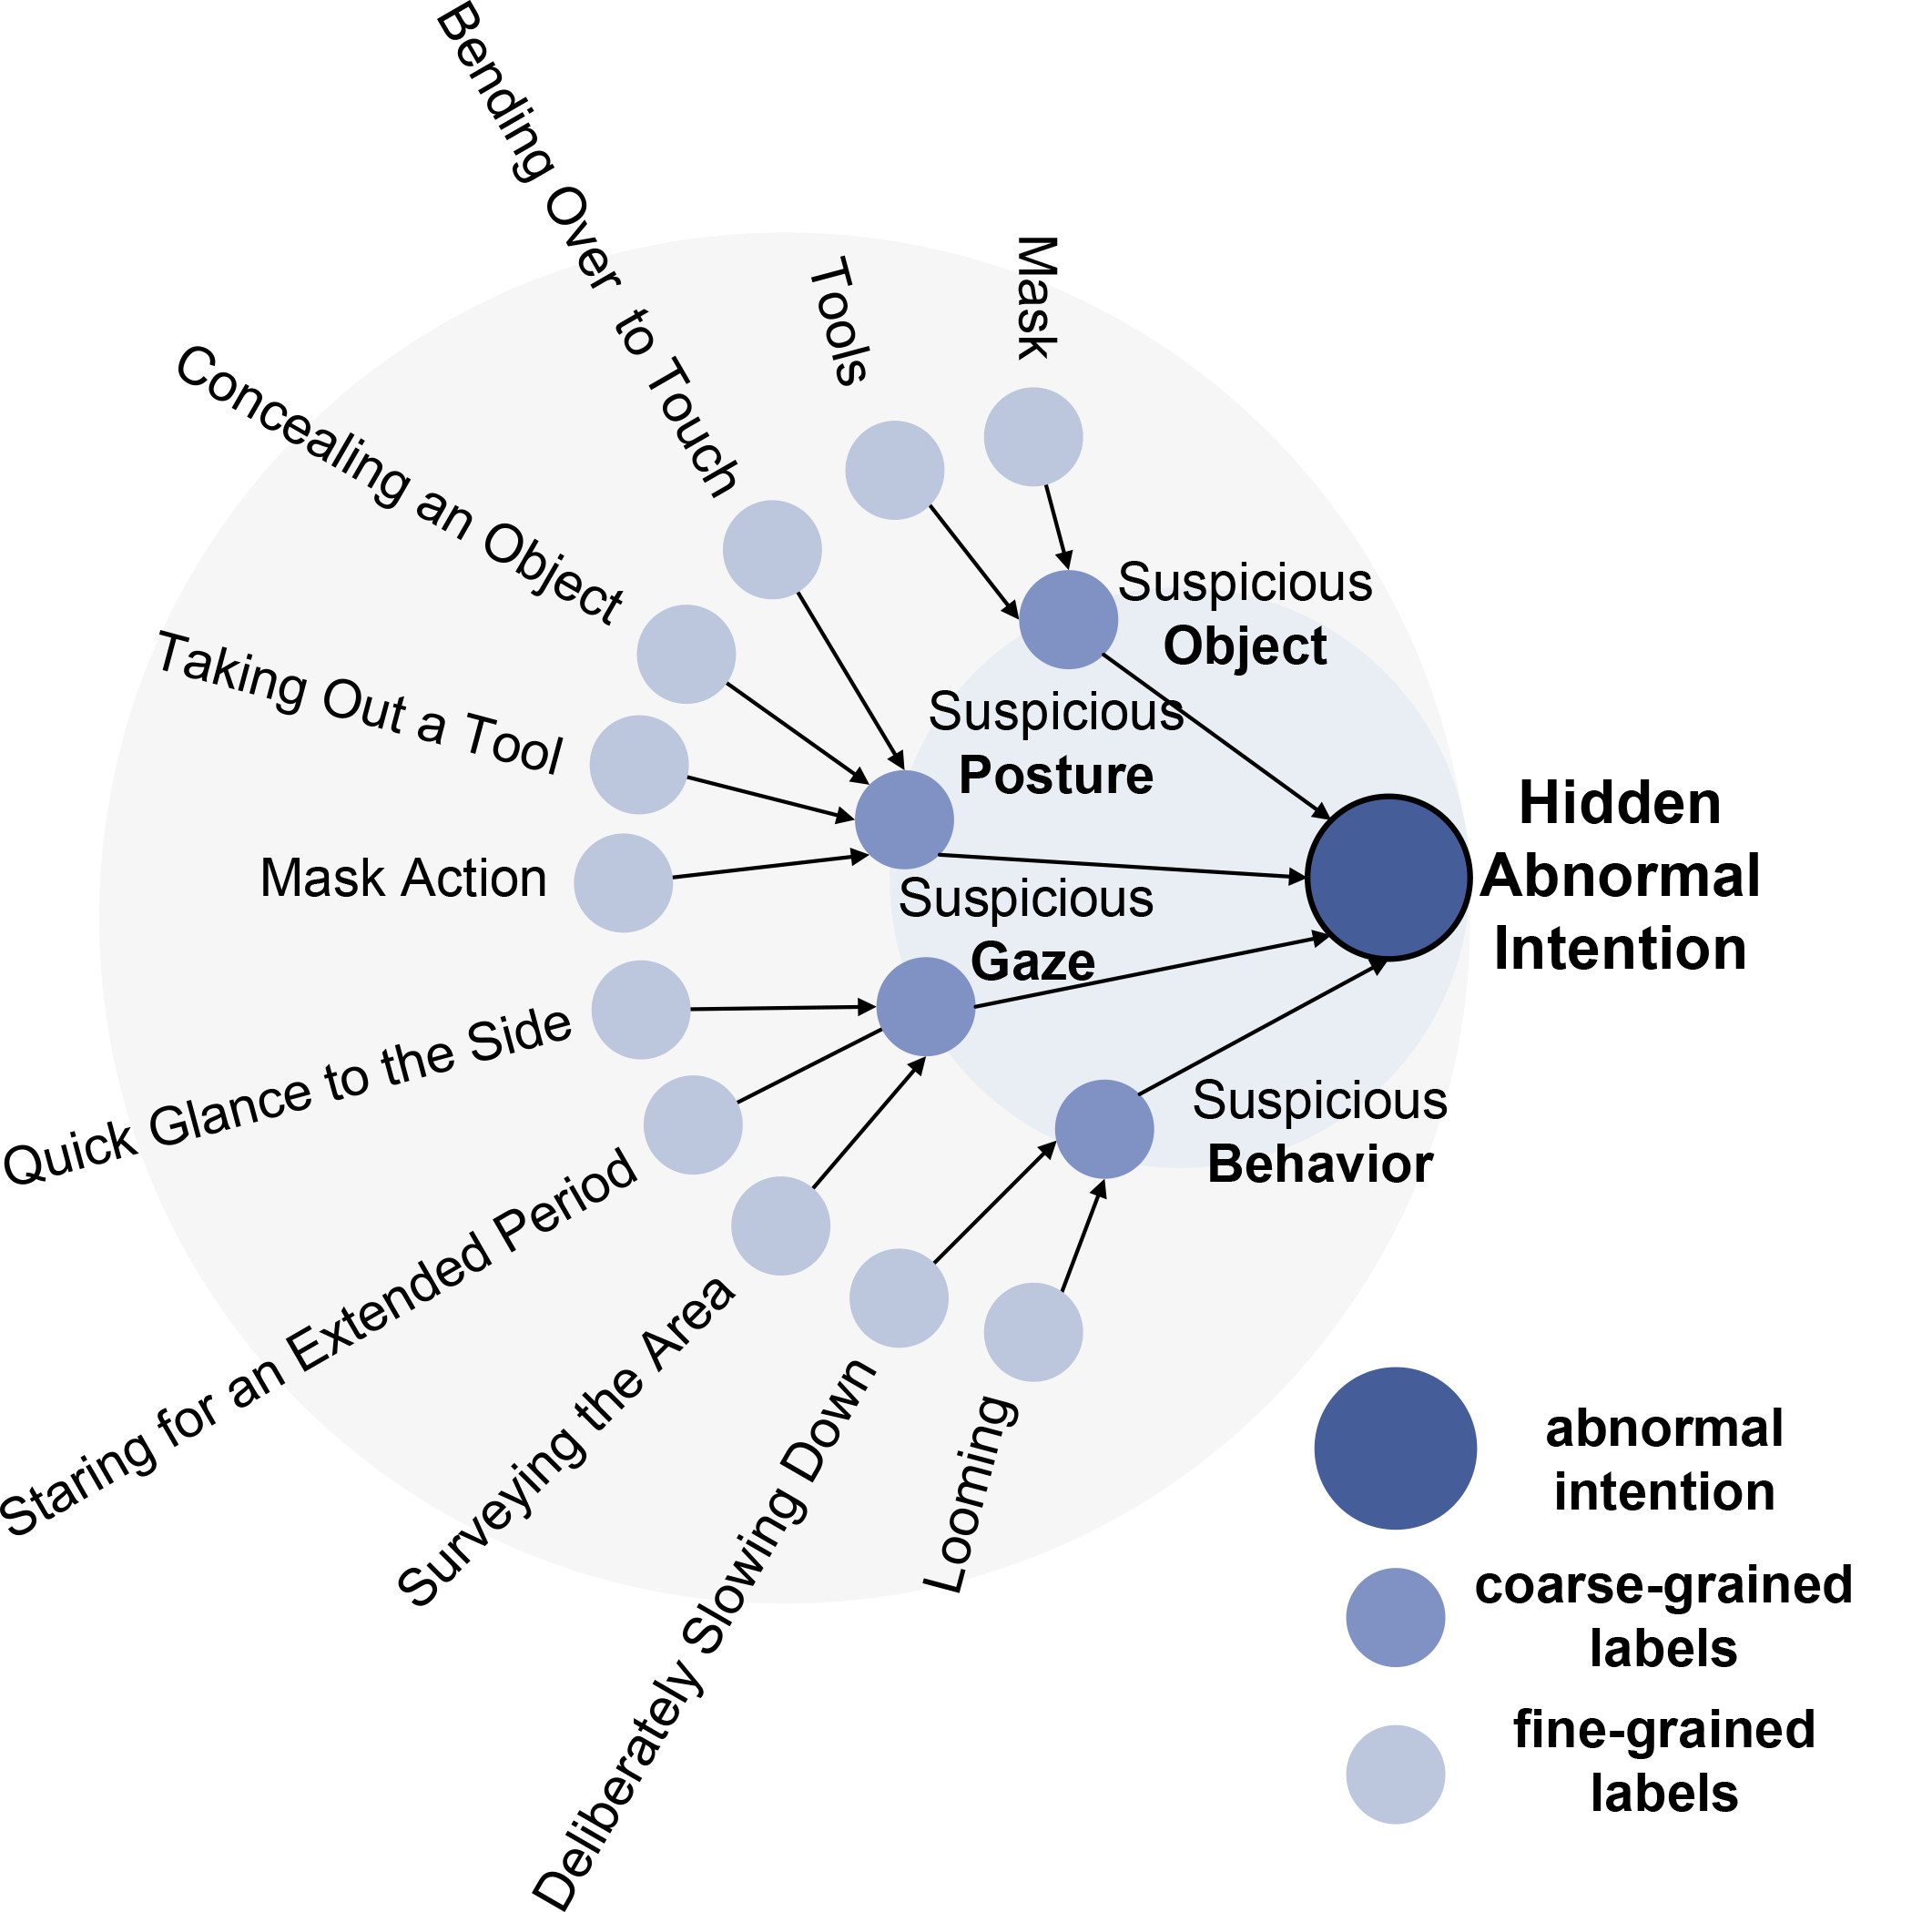 Bending Over to Touch
Tools
Mask
Concealing an Object
Taking Out a Tool
Mask Action
Quick Glance to the Side
Staring for an Extended Period
Surveying the Area
Deliberately Slowing Down
Looming
Suspicious
Object
Suspicious
Posture
Suspicious
Gaze
Suspicious
Behavior
Hidden
Abnormal
Intention
abnormal
intention
coarse-grained
labels
fine-grained
labels